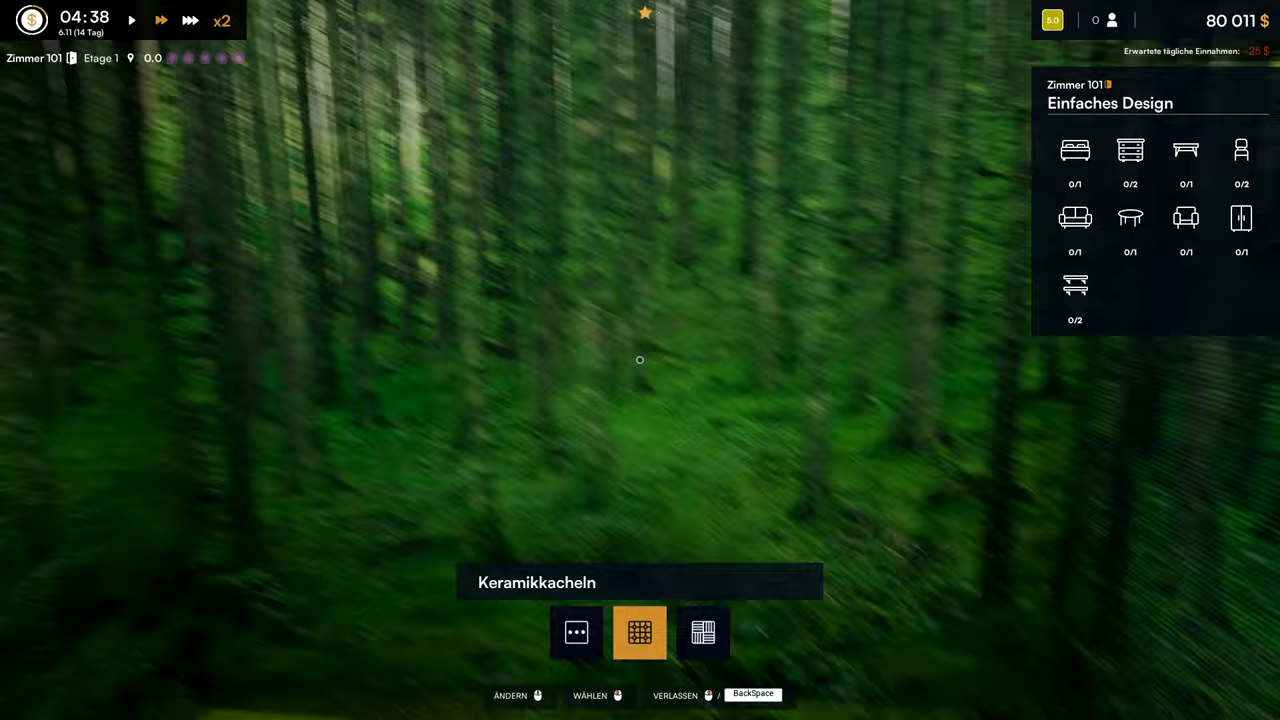 04:38
x2
6.11 (14 Tag)
Zimmer 101 Etage 1 0.0
5.0
0
80 011 $
Erwartete tägliche Einnahmen: -25 $
Zimmer 101
Einfaches Design
0/1 0/2 0/1 0/2
0/1 0/1 0/1 0/1
0/2
Keramikkacheln
ÄNDERN WÄHLEN VERLASSEN / BackSpace